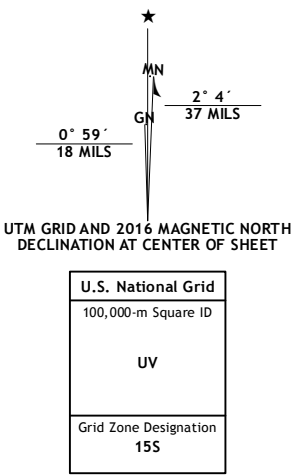 ★
MN
GN
2° 4´
37 MILS
0° 59´
18 MILS
UTM GRID AND 2016 MAGNETIC NORTH
DECLINATION AT CENTER OF SHEET
U.S. National Grid
100,000-m Square ID
UV
Grid Zone Designation
15S